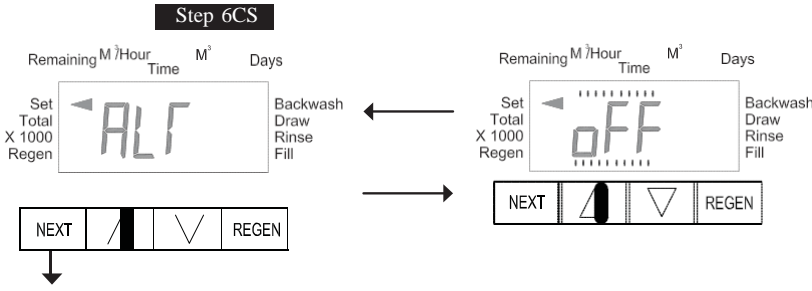 Step 6CS
Remaining M³/Hour Time M³ Days
Set
Total
X 1000
Regen
ALT
Backwash
Draw
Rinse
Fill
NEXT REGEN
Remaining M³/Hour Time M³ Days
Set
Total
X 1000
Regen
oFF
Backwash
Draw
Rinse
Fill
NEXT REGEN